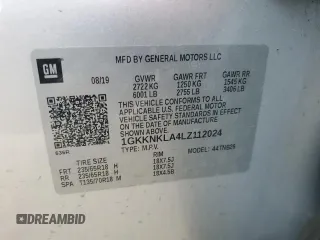 GM
MFD BY GENERAL MOTORS LLC
08/19 GVWR GAWR FRT GAWR RR
2722 KG 1250 KG 1545 KG
6001 LB 2755 LB 3406 LB
THIS VEHICLE CONFORMS TO ALL
APPLICABLE U.S. FEDERAL MOTOR
VEHICLE SAFETY
STANDARDS IN EFFECT ON THE DATE OF
MANUFACTURE SHOWN ABOVE.
1GKKNKLA4LZ112024
TYPE: M.P.V. MODEL:
TIRE SIZE RIM
FRT 235/65R18 H 18X7.5J
RR 235/65R18 H 18X7.5J
SPA T135/70R18 M 18X4.5B
DREAMBID